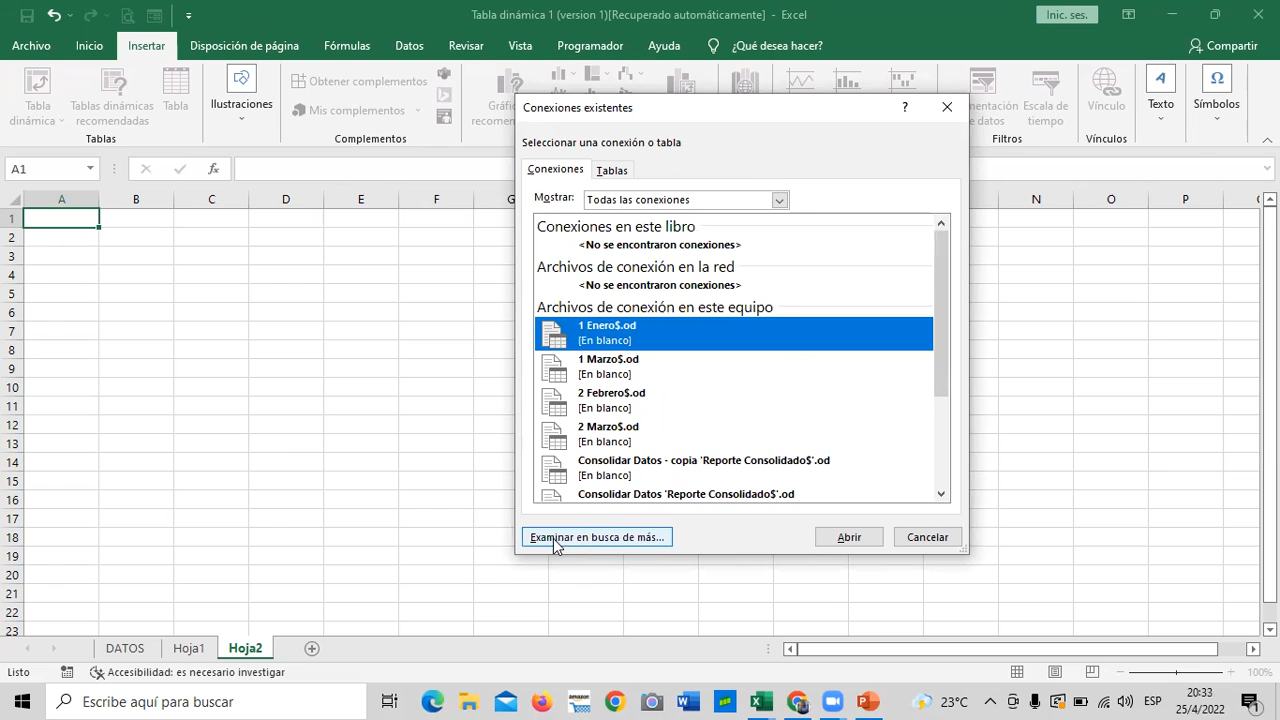 Tabla dinámica 1 (version 1)[Recuperado automáticamente] - Excel
Inic. ses.
Archivo Inicio Insertar Disposición de página Fórmulas Datos Revisar Vista Programador Ayuda ¿Qué desea hacer? Compartir
Tabla dinámica
Tablas dinámicas recomendadas
Tabla
Tablas
Ilustraciones
Obtener complementos
Mis complementos
Complementos
Escala de tiempo
de datos
Filtros
Vínculo
Vínculos
Texto
Símbolos
A1
fx
A B C D E F G N O P
1
2
3
4
5
6
7
8
9
10
11
12
13
14
15
16
17
18
19
20
21
22
23
Conexiones existentes
?
Seleccionar una conexión o tabla
Conexiones Tablas
Mostrar: Todas las conexiones
Conexiones en este libro
<No se encontraron conexiones>
Archivos de conexión en la red
<No se encontraron conexiones>
Archivos de conexión en este equipo
1 Enero$.od
[En blanco]
1 Marzo$.od
[En blanco]
2 Febrero$.od
[En blanco]
2 Marzo$.od
[En blanco]
Consolidar Datos - copia 'Reporte Consolidado$'.od
[En blanco]
Consolidar Datos 'Reporte Consolidado$'.od
Examinar en busca de más... Abrir Cancelar
DATOS Hoja1 Hoja2
Listo Accesibilidad: es necesario investigar 100%
Escribe aquí para buscar
23°C
ESP
20:33
25/4/2022